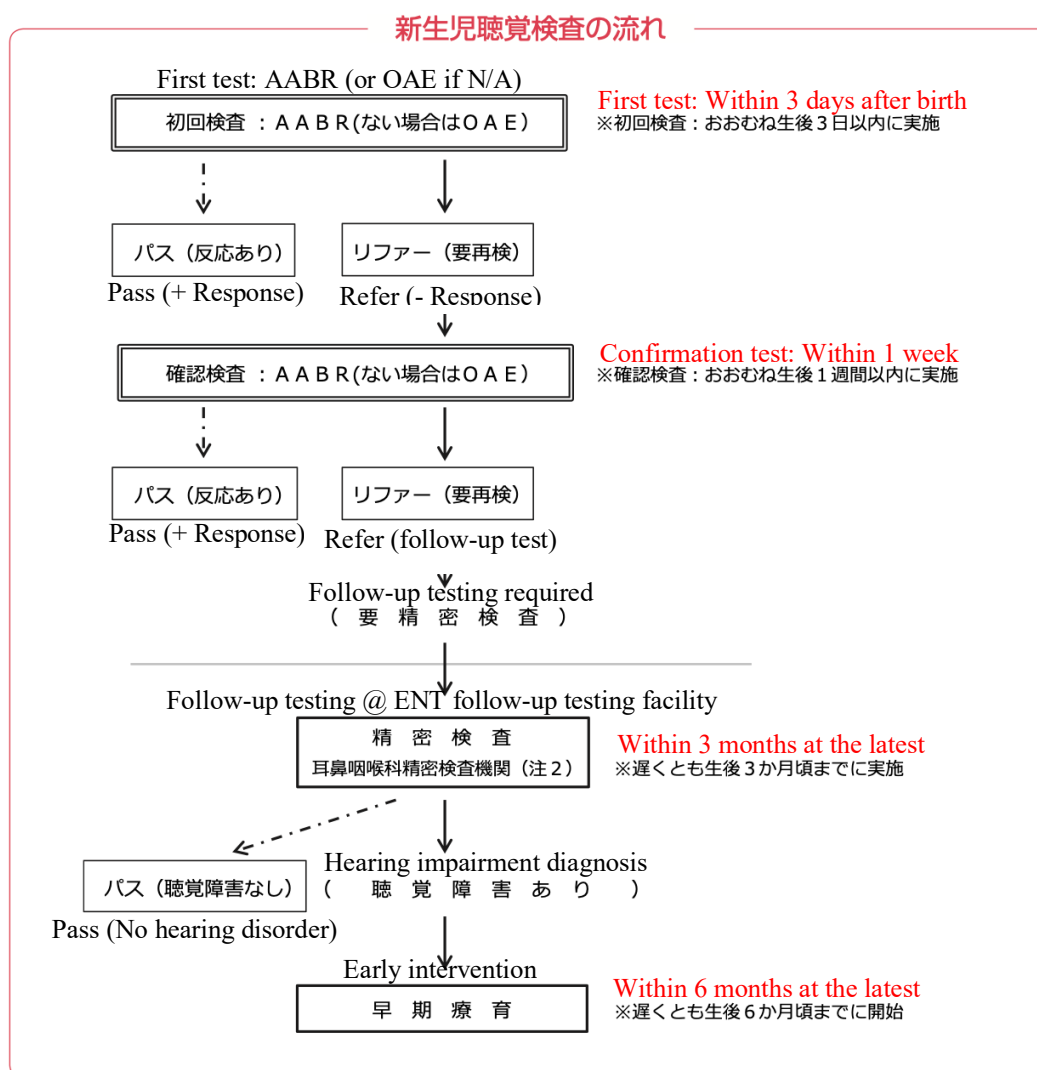 新生児聴覚検査の流れ
First test: AABR (or OAE if N/A)
初回検査：ＡＡＢＲ(ない場合はＯＡＥ）
First test: Within 3 days after birth
※初回検査：おおむね生後３日以内に実施
パス（反応あり）
リファー（要再検）
Pass (+ Response)
Refer (- Response)
確認検査：ＡＡＢＲ(ない場合はＯＡＥ）
Confirmation test: Within 1 week
※確認検査：おおむね生後１週間以内に実施
パス（反応あり）
リファー（要再検）
Pass (+ Response)
Refer (follow-up test)
Follow-up testing required
（　要　精　密　検　査　）
Follow-up testing @ ENT follow-up testing facility
精　密　検　査
耳鼻咽喉科精密検査機関（注２）
Within 3 months at the latest
※遅くとも生後３か月頃までに実施
Hearing impairment diagnosis
パス（聴覚障害なし）
（　聴　覚　障　害　あ　り　）
Pass (No hearing disorder)
Early intervention
早　期　療　育
Within 6 months at the latest
※遅くとも生後６か月頃までに開始